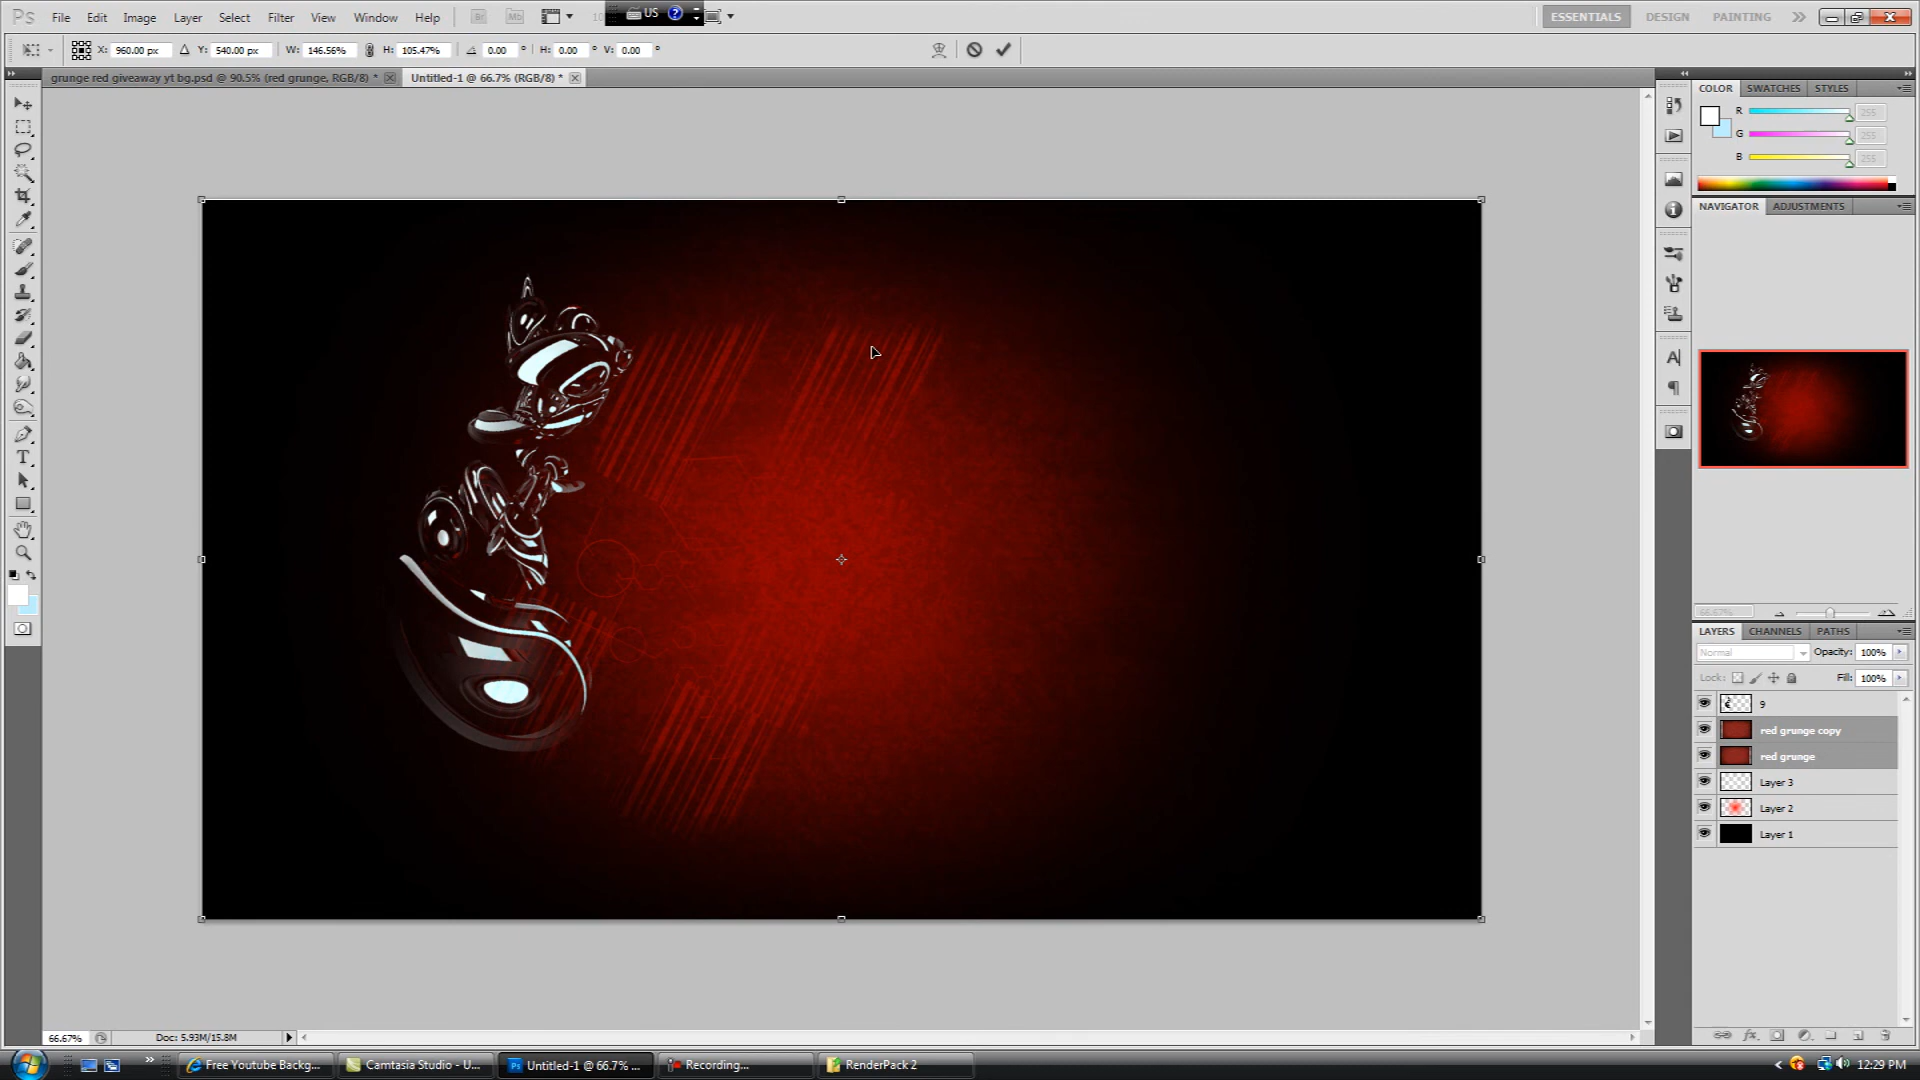 Ps File Edit Image Layer Select Filter View Window Help Br Mb US ? ESSENTIALS DESIGN PAINTING
X: 960.00 px Y: 540.00 px W: 146.56% H: 105.47% 0.00 ° H: 0.00 ° V: 0.00 °
grunge red giveaway yt bg.psd @ 90.5% (red grunge, RGB/8) * Untitled-1 @ 66.7% (RGB/8) *
COLOR SWATCHES STYLES
R 255
G 255
B 255
NAVIGATOR ADJUSTMENTS
66.67%
LAYERS CHANNELS PATHS
Normal Opacity: 100%
Lock: Fill: 100%
9
red grunge copy
red grunge
Layer 3
Layer 2
Layer 1
66.67% Doc: 5.93M/15.8M
Free Youtube Backg... Camtasia Studio - U... Untitled-1 @ 66.7% ... Recording... RenderPack 2 12:29 PM